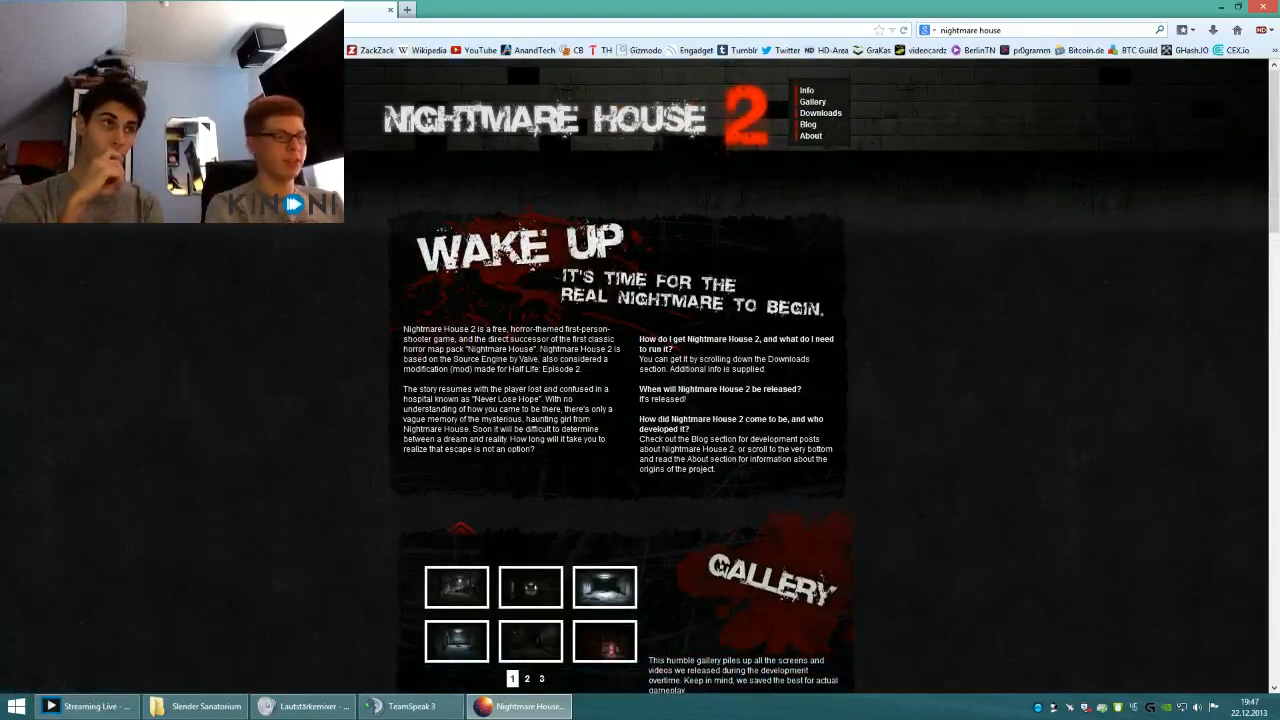 nightmare house
ZackZack Wikipedia YouTube AnandTech CB TH Gizmodo Engadget Tumblr Twitter HD-Area GraKas videocardz BerlinTN pr0gramm Bitcoin.de BTC Guild GHash.IO CEX.io
KINONI
NIGHTMARE HOUSE 2
Info
Gallery
Downloads
Blog
About
WAKE UP
IT'S TIME FOR THE
REAL NIGHTMARE TO BEGIN.
Nightmare House 2 is a free, horror-themed first-person-
shooter game, and the direct successor of the first classic
horror map pack "Nightmare House". Nightmare House 2 is
based on the Source Engine by Valve, also considered a
modification (mod) made for Half Life: Episode 2.
The story resumes with the player lost and confused in a
hospital known as "Never Lose Hope". With no
understanding of how you came to be there, there's only a
vague memory of the mysterious, haunting girl from
Nightmare House. Soon it will be difficult to determine
between a dream and reality. How long will it take you to
realize that escape is not an option?
How do I get Nightmare House 2, and what do I need
to run it?
You can get it by scrolling down the Downloads
section. Additional info is supplied.
When will Nightmare House 2 be released?
It's released!
How did Nightmare House 2 come to be, and who
developed it?
Check out the Blog section for development posts
about Nightmare House 2, or scroll to the very bottom
and read the About section for information about the
origins of the project.
GALLERY
1 2 3
This humble gallery piles up all the screens and
videos we released during the development
overtime. Keep in mind, we saved the best for actual
gameplay.
Streaming Live - ... Slender Sanatorium Lautstärkemixer - ... TeamSpeak 3 Nightmare House...
19:47
22.12.2013